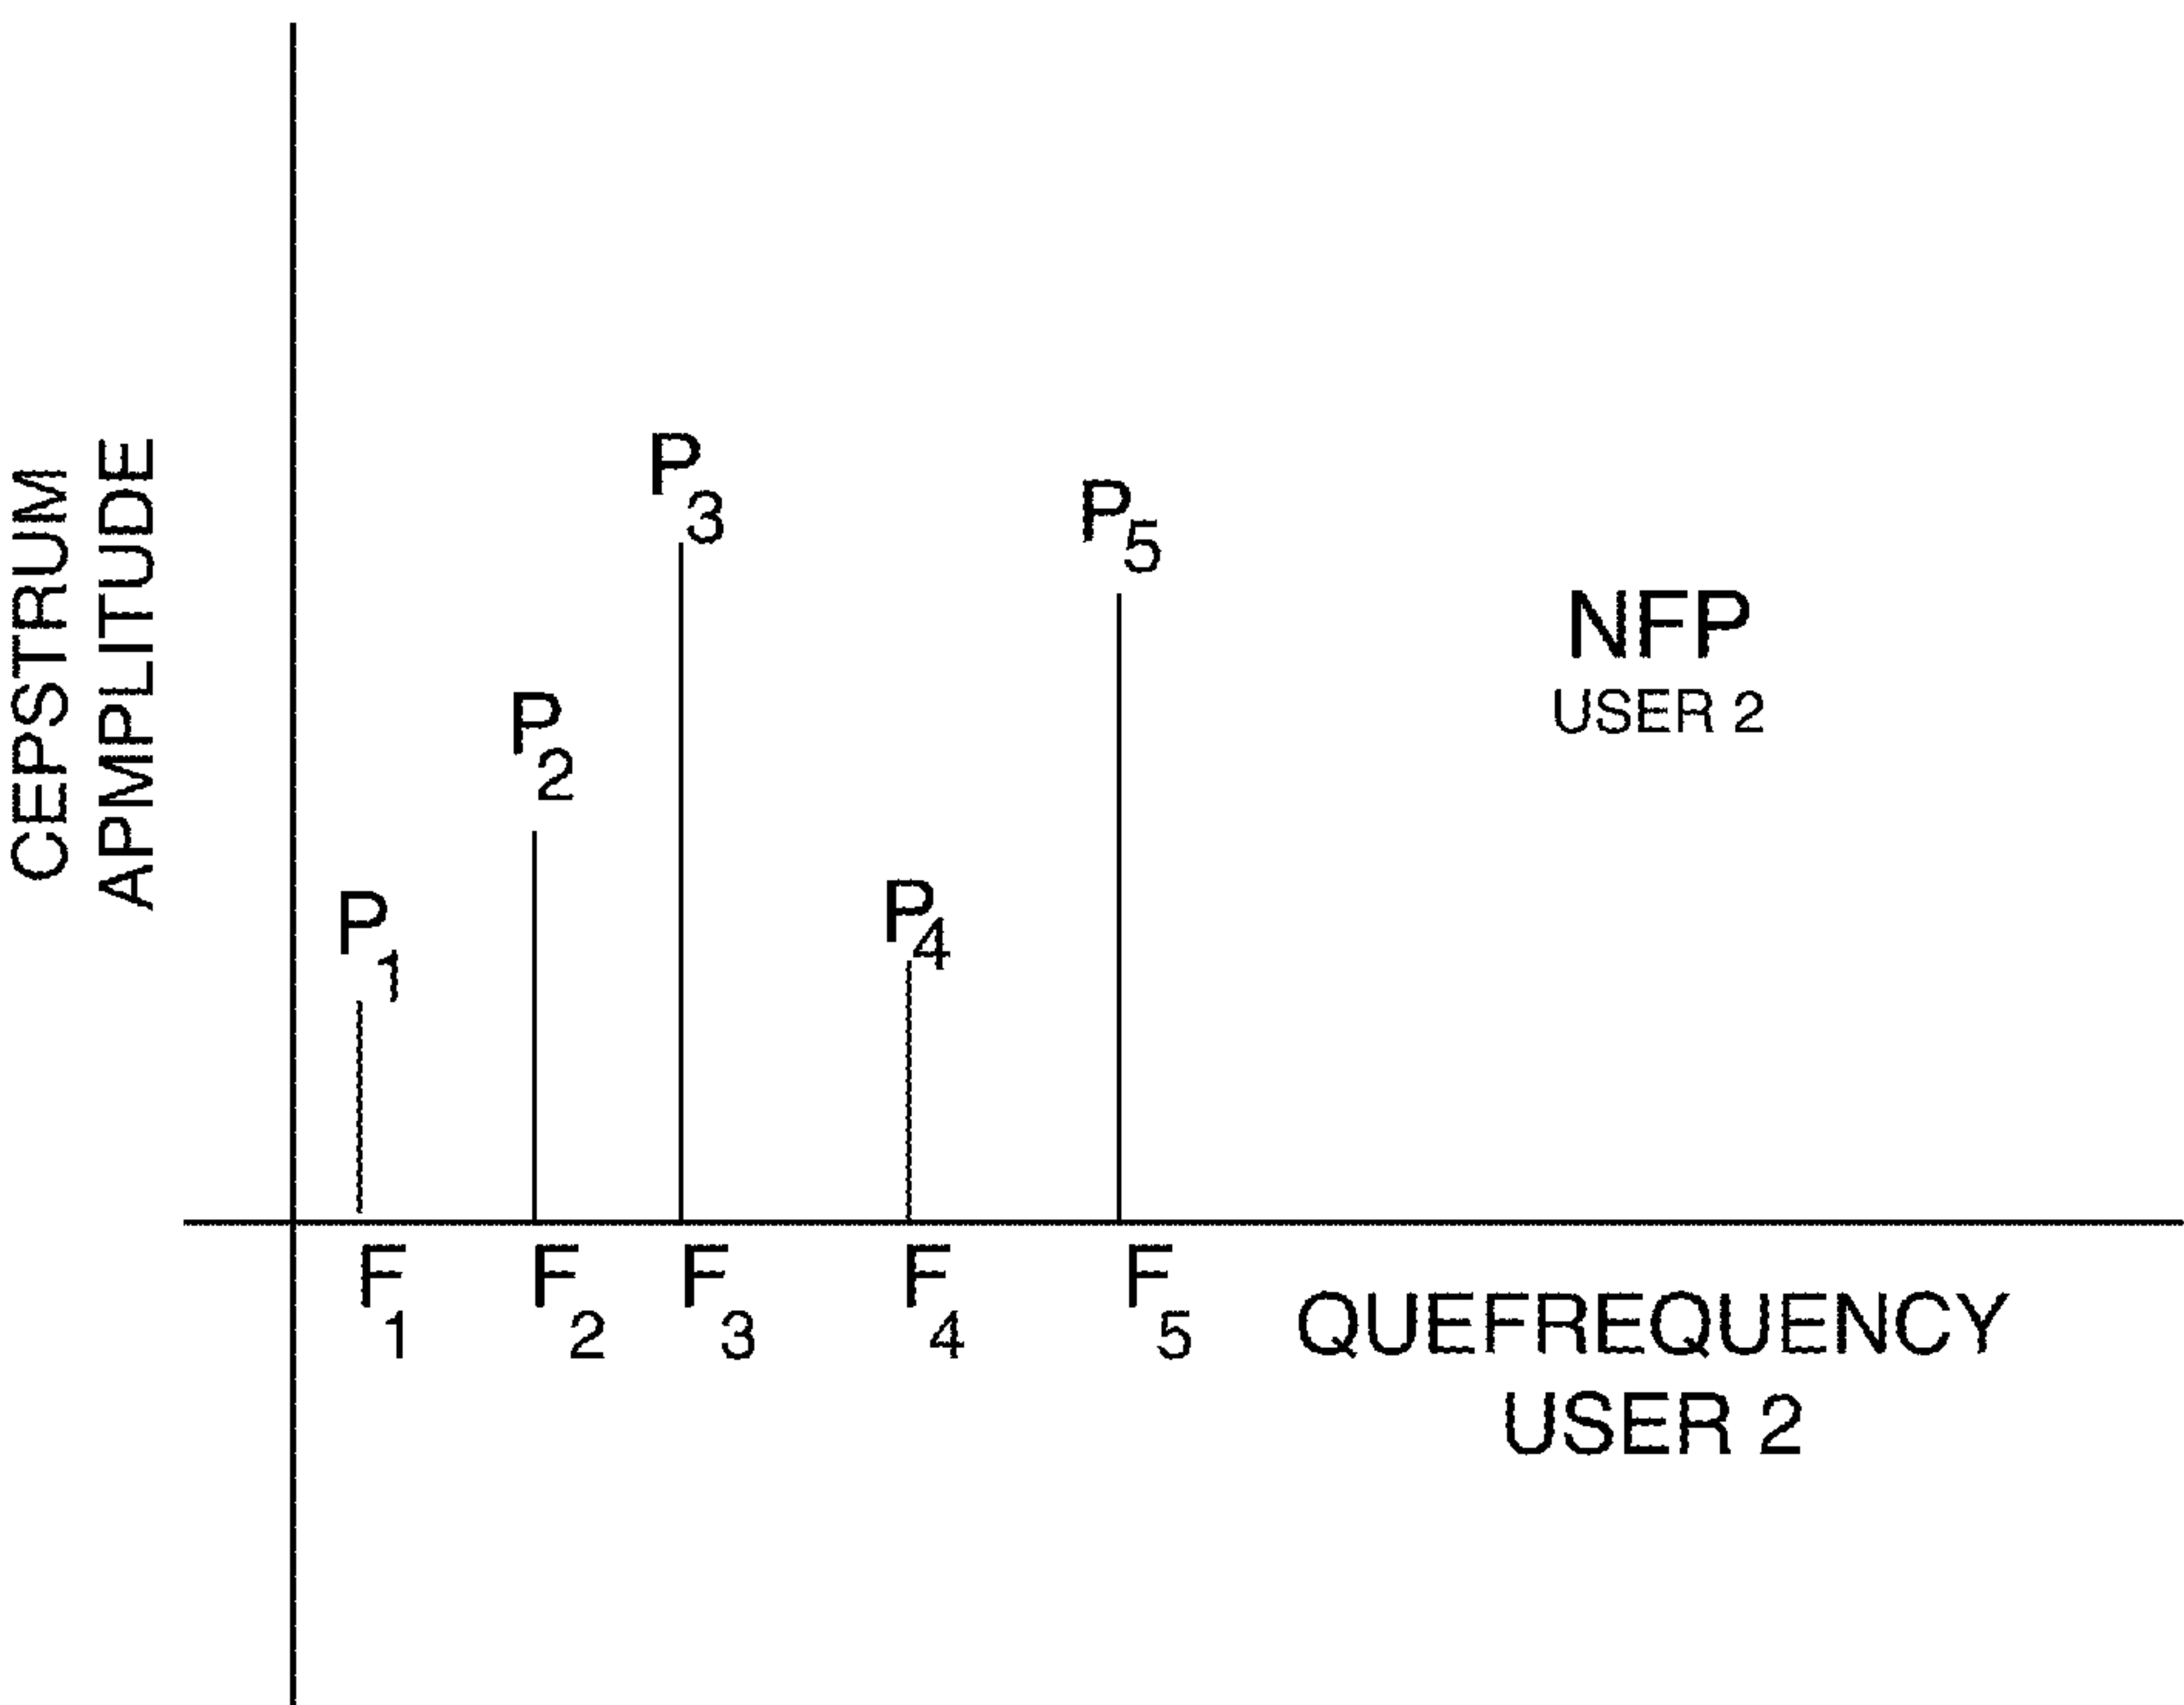 CEPSTRUM
APMPLITUDE
P1
P2
P3
P4
P5
NFP
USER 2
F1
F2
F3
F4
F5
QUEFREQUENCY
USER 2